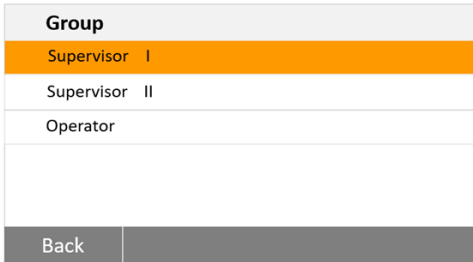 Group
Supervisor I
Supervisor II
Operator
Back